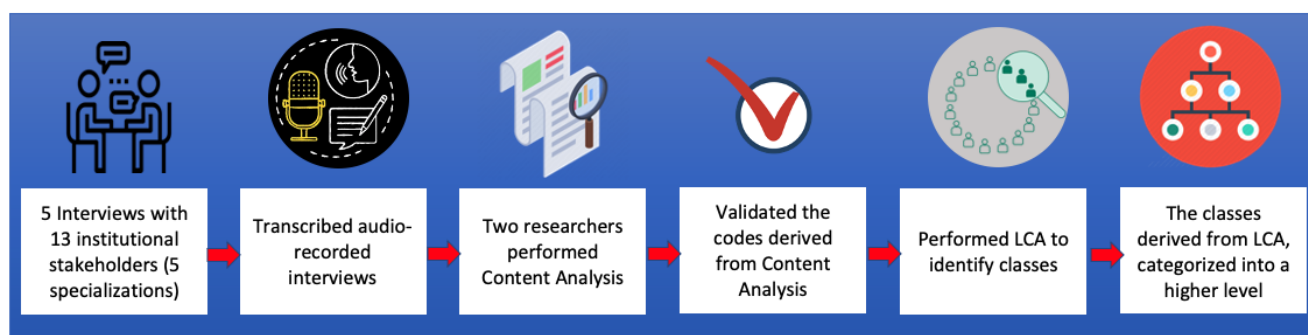 5 Interviews with
13 institutional
stakeholders (5
specializations)
Transcribed audio-
recorded
interviews
Two researchers
performed
Content Analysis
Validated the
codes derived
from Content
Analysis
Performed LCA to
identify classes
The classes
derived from LCA,
categorized into a
higher level